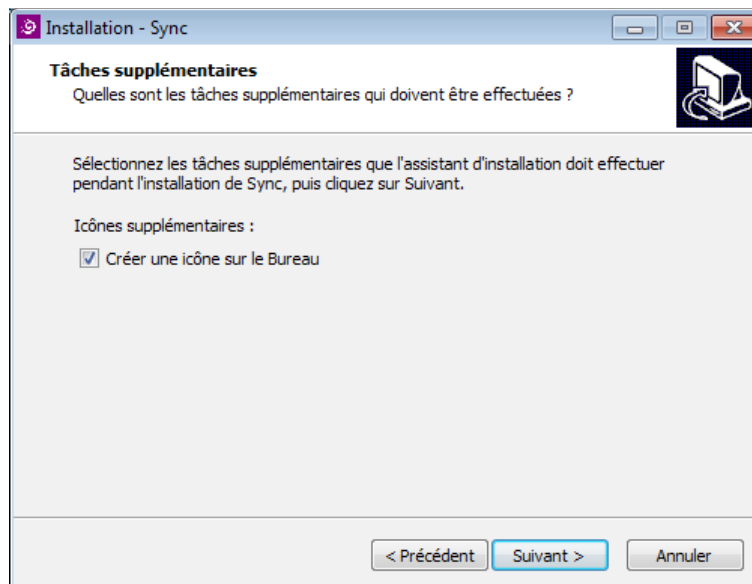 Installation - Sync
Tâches supplémentaires
Quelles sont les tâches supplémentaires qui doivent être effectuées ?
Sélectionnez les tâches supplémentaires que l'assistant d'installation doit effectuer
pendant l'installation de Sync, puis cliquez sur Suivant.
Icônes supplémentaires :
Créer une icône sur le Bureau
< Précédent Suivant > Annuler